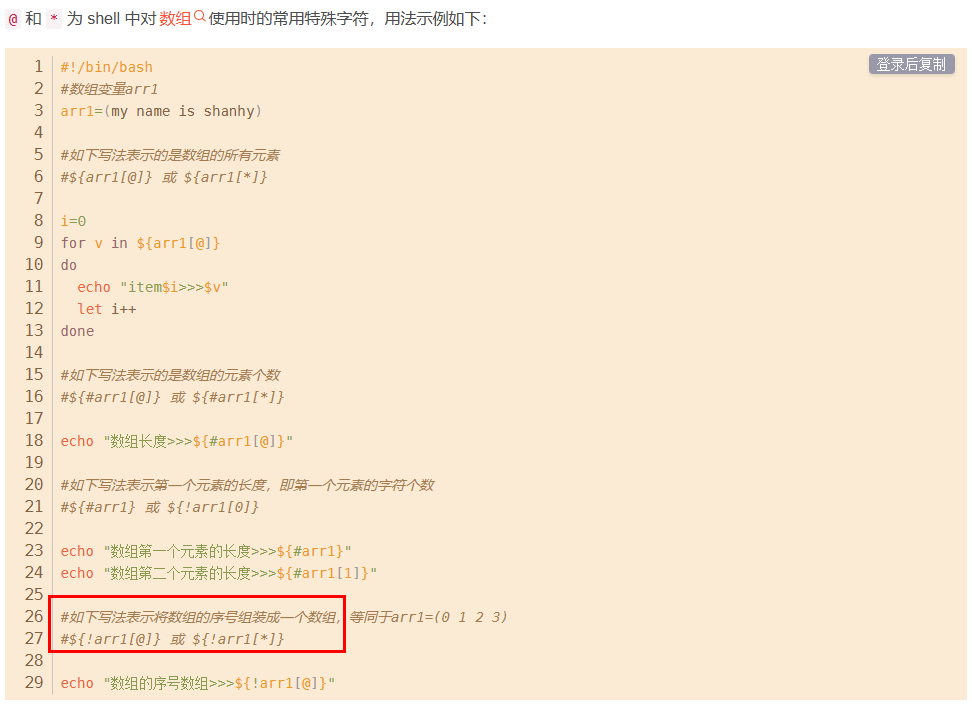 @ 和 * 为 shell 中对数组使用时的常用特殊字符，用法示例如下：
登录后复制
1 #!/bin/bash
2 #数组变量arr1
3 arr1=(my name is shanhy)
4
5 #如下写法表示的是数组的所有元素
6 #${arr1[@]} 或 ${arr1[*]}
7
8 i=0
9 for v in ${arr1[@]}
10 do
11   echo "item$i>>>$v"
12   let i++
13 done
14
15 #如下写法表示的是数组的元素个数
16 #${#arr1[@]} 或 ${#arr1[*]}
17
18 echo "数组长度>>>${#arr1[@]}"
19
20 #如下写法表示第一个元素的长度，即第一个元素的字符个数
21 #${#arr1} 或 ${!arr1[0]}
22
23 echo "数组第一个元素的长度>>>${#arr1}"
24 echo "数组第二个元素的长度>>>${#arr1[1]}"
25
26 #如下写法表示将数组的序号组装成一个数组，等同于arr1=(0 1 2 3)
27 #${!arr1[@]} 或 ${!arr1[*]}
28
29 echo "数组的序号数组>>>${!arr1[@]}"